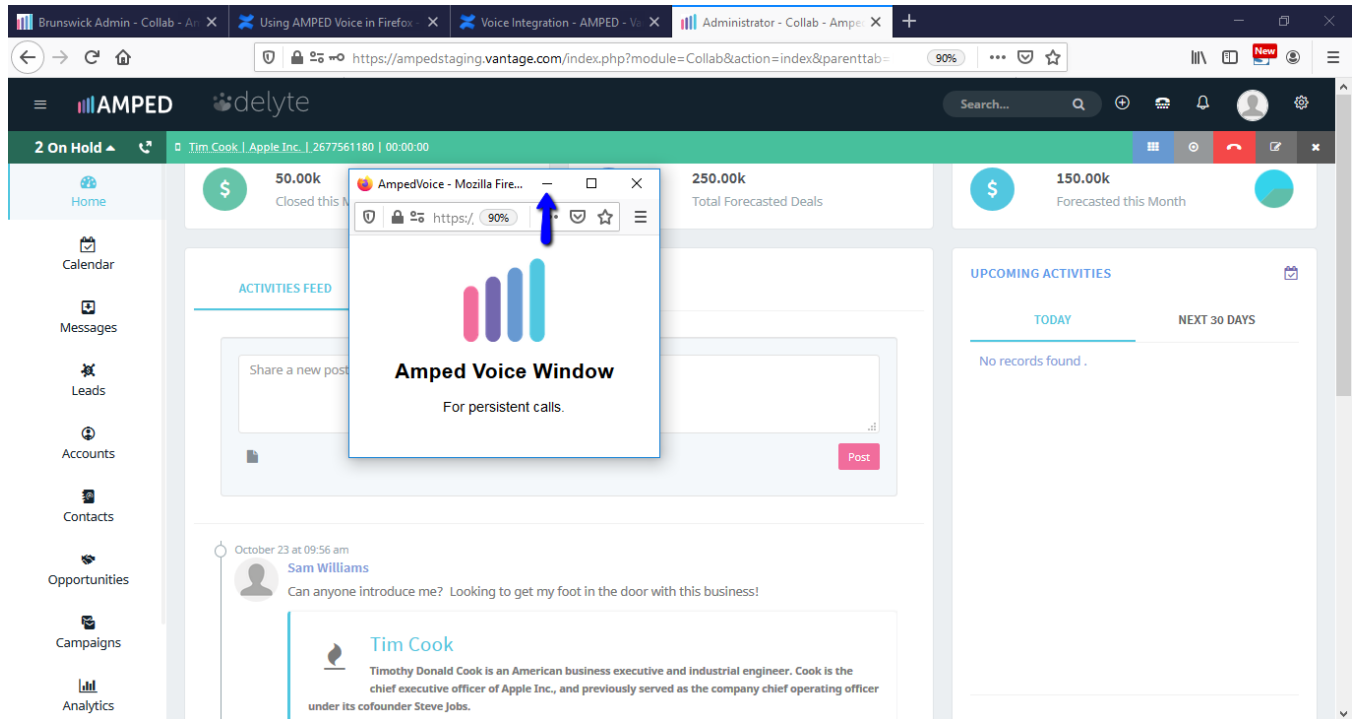 Brunswick Admin - Collab - An
Using AMPED Voice in Firefox -
Voice Integration - AMPED - Va
Administrator - Collab - Amped
https://ampedstaging.vantage.com/index.php?module=Collab&action=index&parenttab=
90%
New
AMPED
delyte
Search...
2 On Hold
Tim Cook | Apple Inc. | 2677561180 | 00:00:00
Home
Calendar
Messages
Leads
Accounts
Contacts
Opportunities
Campaigns
Analytics
50.00k
Closed this M
250.00k
Total Forecasted Deals
150.00k
Forecasted this Month
AmpedVoice - Mozilla Fire...
https:/
90%
Amped Voice Window
For persistent calls.
ACTIVITIES FEED
Share a new post
Post
October 23 at 09:56 am
Sam Williams
Can anyone introduce me? Looking to get my foot in the door with this business!
Tim Cook
Timothy Donald Cook is an American business executive and industrial engineer. Cook is the
chief executive officer of Apple Inc., and previously served as the company chief operating officer
under its cofounder Steve Jobs.
UPCOMING ACTIVITIES
TODAY
NEXT 30 DAYS
No records found .